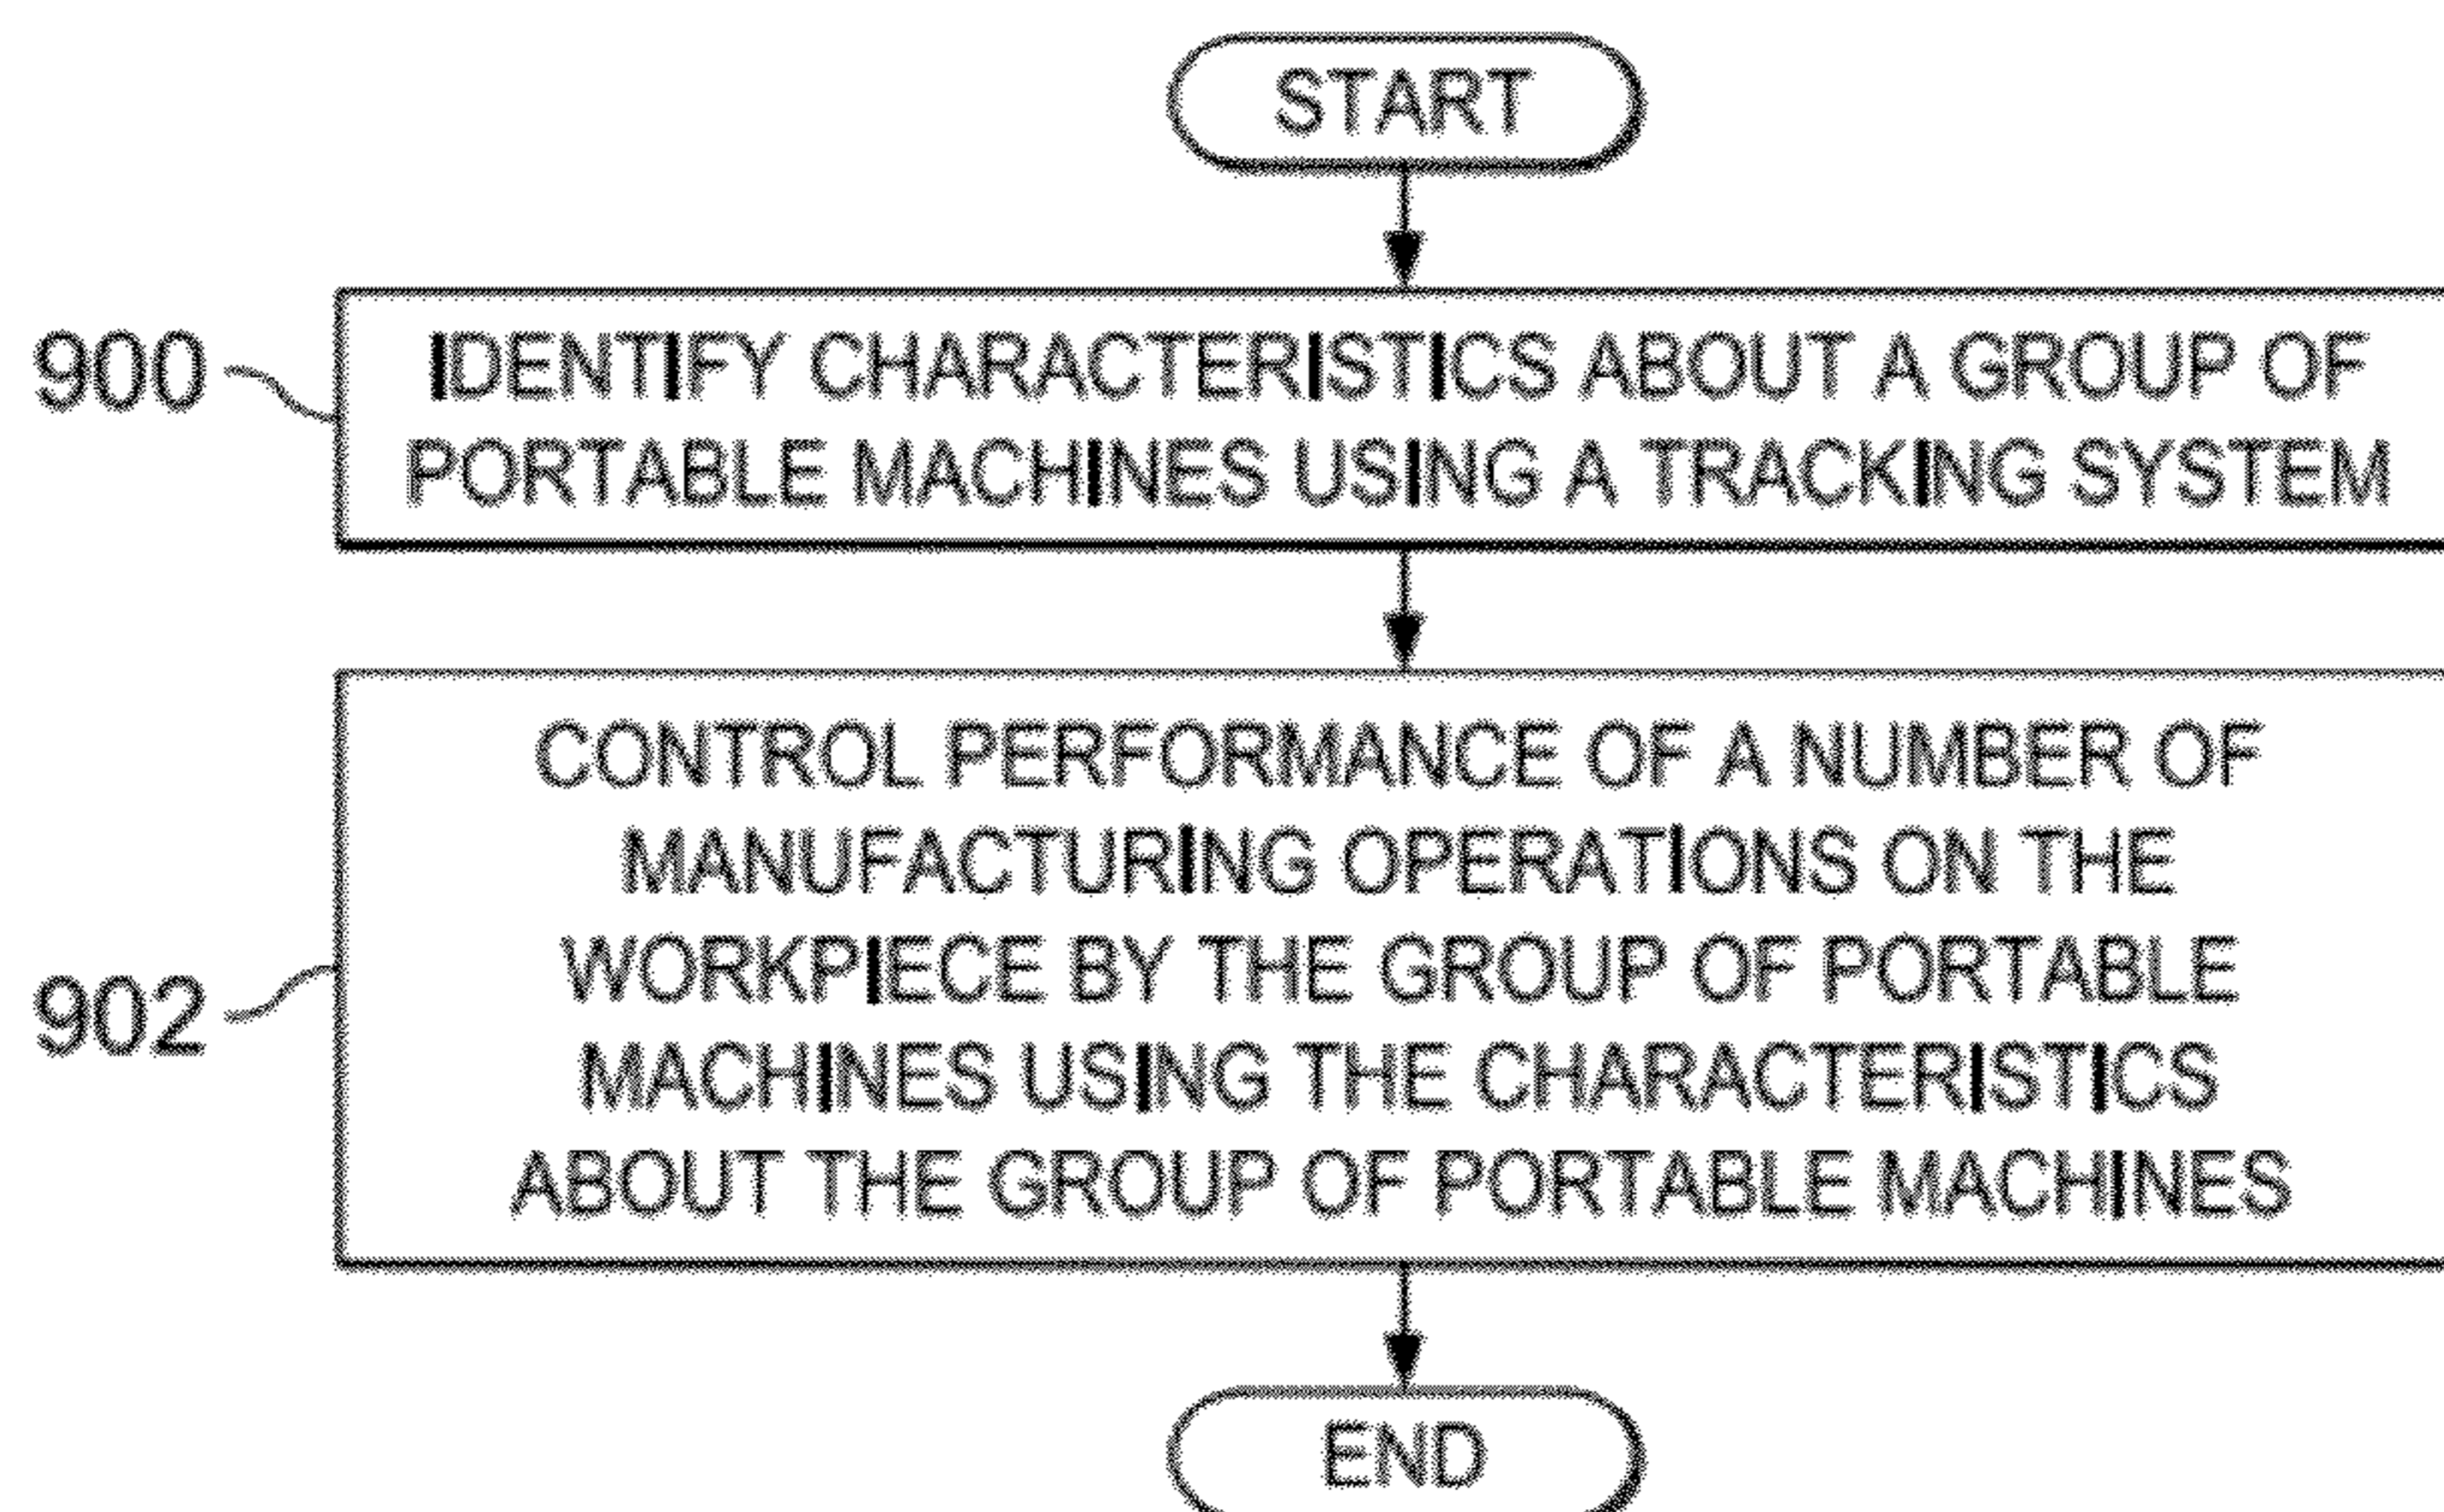 START
900
IDENTIFY CHARACTERISTICS ABOUT A GROUP OF
PORTABLE MACHINES USING A TRACKING SYSTEM
902
CONTROL PERFORMANCE OF A NUMBER OF
MANUFACTURING OPERATIONS ON THE
WORKPIECE BY THE GROUP OF PORTABLE
MACHINES USING THE CHARACTERISTICS
ABOUT THE GROUP OF PORTABLE MACHINES
END